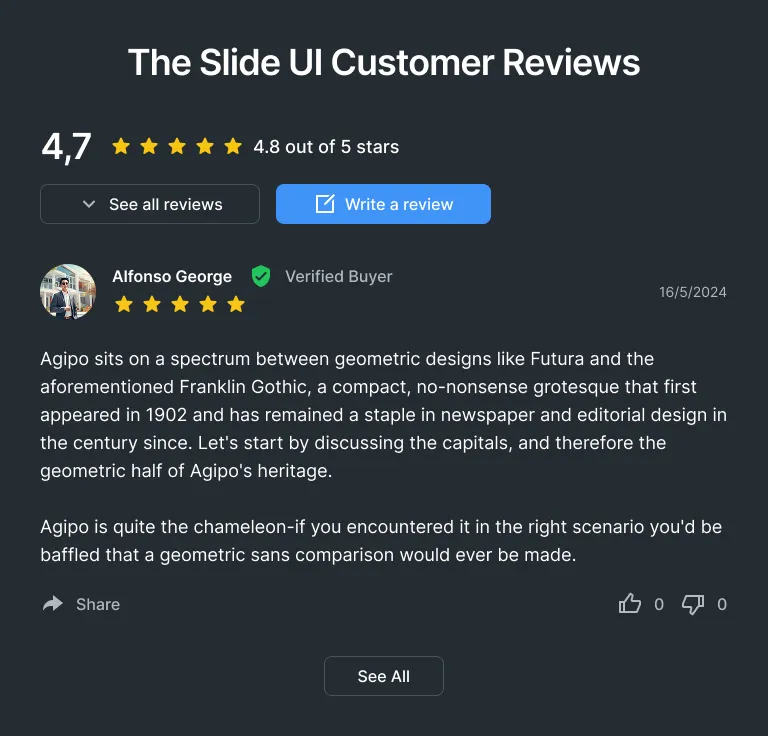 The Slide UI Customer Reviews
4,7 4.8 out of 5 stars
See all reviews Write a review
Alfonso George Verified Buyer
16/5/2024
Agipo sits on a spectrum between geometric designs like Futura and the
aforementioned Franklin Gothic, a compact, no-nonsense grotesque that first
appeared in 1902 and has remained a staple in newspaper and editorial design in
the century since. Let's start by discussing the capitals, and therefore the
geometric half of Agipo's heritage.
Agipo is quite the chameleon-if you encountered it in the right scenario you'd be
baffled that a geometric sans comparison would ever be made.
Share 0 0
See All